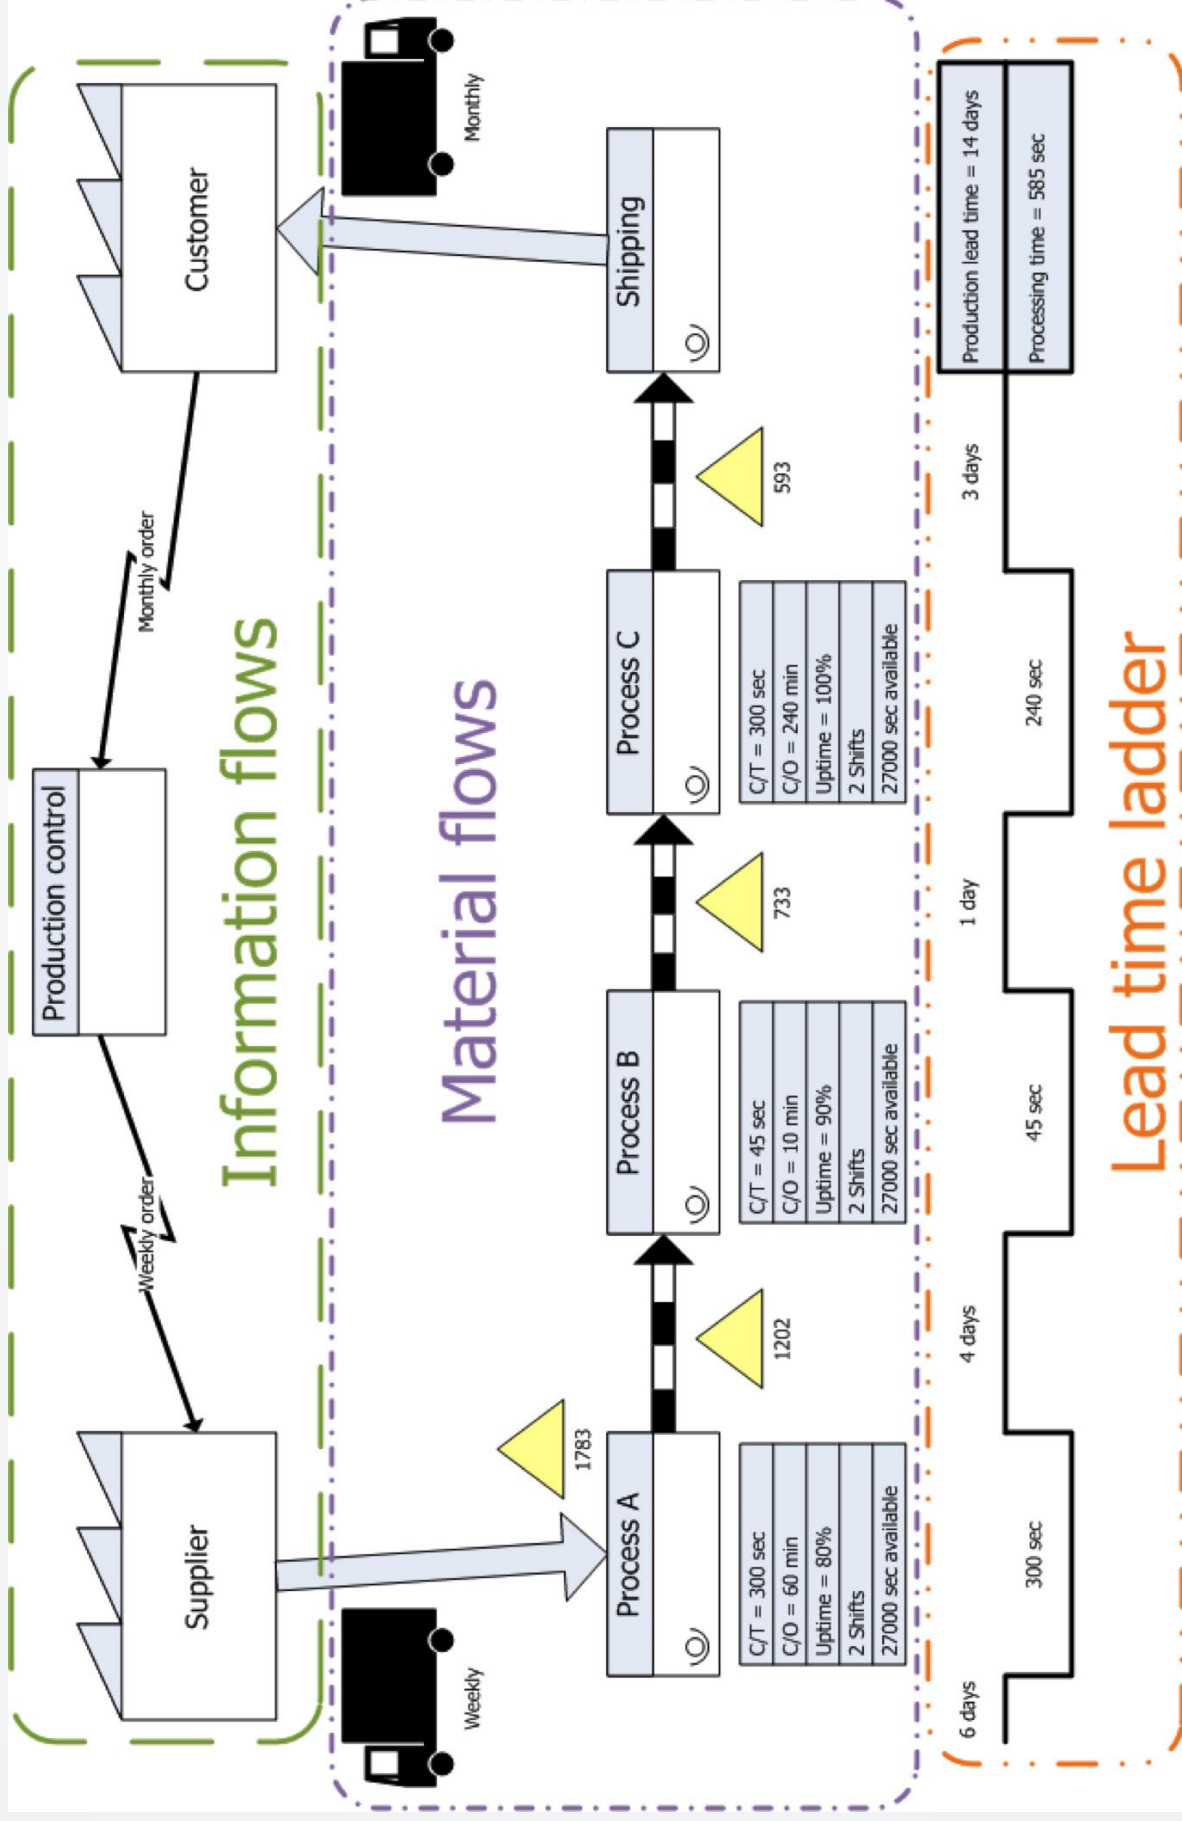 Supplier
Weekly order
Production control
Monthly order
Customer
Information flows
Weekly
Monthly
Material flows
1783
Process A
C/T = 300 sec
C/O = 60 min
Uptime = 80%
2 Shifts
27000 sec available
1202
Process B
C/T = 45 sec
C/O = 10 min
Uptime = 90%
2 Shifts
27000 sec available
733
Process C
C/T = 300 sec
C/O = 240 min
Uptime = 100%
2 Shifts
27000 sec available
593
Shipping
6 days
300 sec
4 days
45 sec
1 day
240 sec
3 days
Production lead time = 14 days
Processing time = 585 sec
Lead time ladder